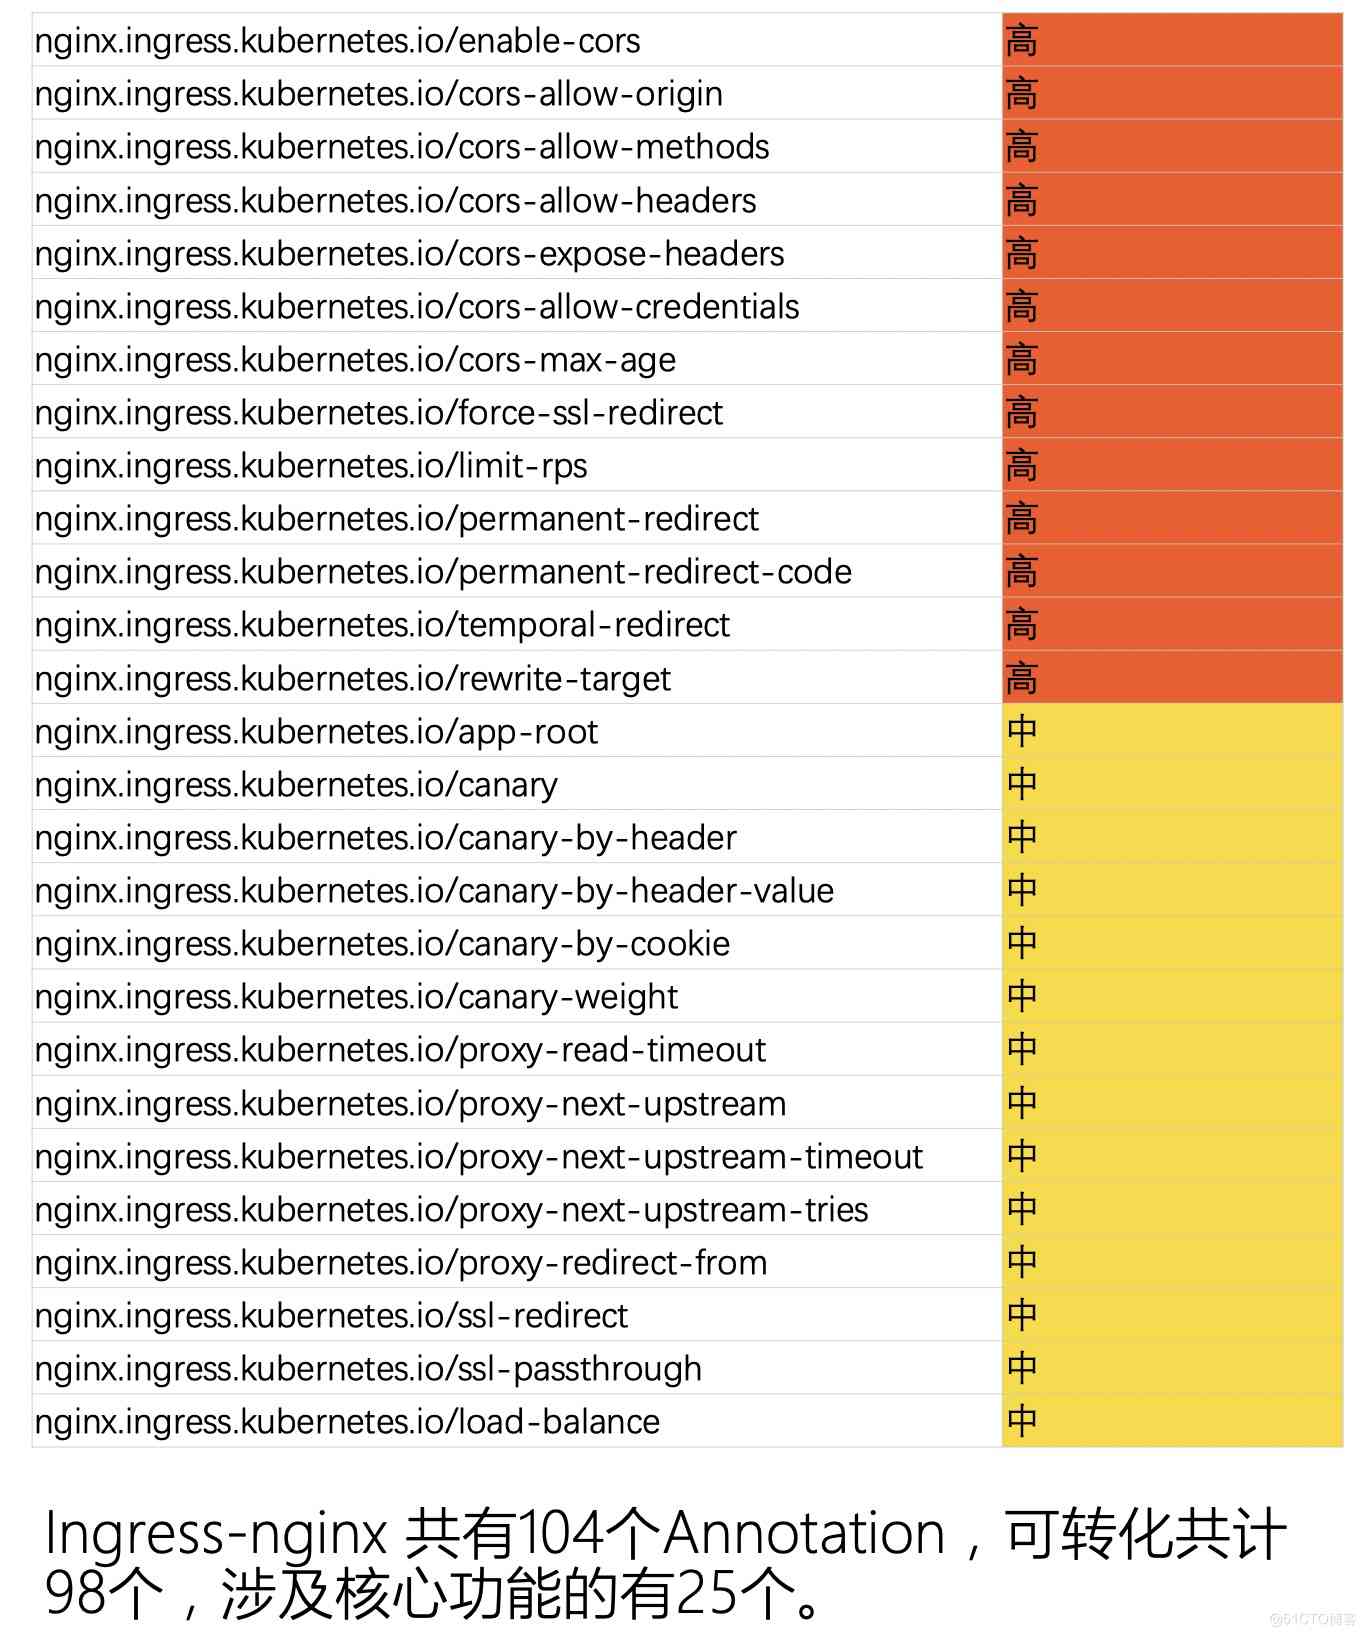 nginx.ingress.kubernetes.io/enable-cors 高
nginx.ingress.kubernetes.io/cors-allow-origin 高
nginx.ingress.kubernetes.io/cors-allow-methods 高
nginx.ingress.kubernetes.io/cors-allow-headers 高
nginx.ingress.kubernetes.io/cors-expose-headers 高
nginx.ingress.kubernetes.io/cors-allow-credentials 高
nginx.ingress.kubernetes.io/cors-max-age 高
nginx.ingress.kubernetes.io/force-ssl-redirect 高
nginx.ingress.kubernetes.io/limit-rps 高
nginx.ingress.kubernetes.io/permanent-redirect 高
nginx.ingress.kubernetes.io/permanent-redirect-code 高
nginx.ingress.kubernetes.io/temporal-redirect 高
nginx.ingress.kubernetes.io/rewrite-target 高
nginx.ingress.kubernetes.io/app-root 中
nginx.ingress.kubernetes.io/canary 中
nginx.ingress.kubernetes.io/canary-by-header 中
nginx.ingress.kubernetes.io/canary-by-header-value 中
nginx.ingress.kubernetes.io/canary-by-cookie 中
nginx.ingress.kubernetes.io/canary-weight 中
nginx.ingress.kubernetes.io/proxy-read-timeout 中
nginx.ingress.kubernetes.io/proxy-next-upstream 中
nginx.ingress.kubernetes.io/proxy-next-upstream-timeout 中
nginx.ingress.kubernetes.io/proxy-next-upstream-tries 中
nginx.ingress.kubernetes.io/proxy-redirect-from 中
nginx.ingress.kubernetes.io/ssl-redirect 中
nginx.ingress.kubernetes.io/ssl-passthrough 中
nginx.ingress.kubernetes.io/load-balance 中
Ingress-nginx 共有104个Annotation，可转化共计
98个，涉及核心功能的有25个。
@51CTO博客